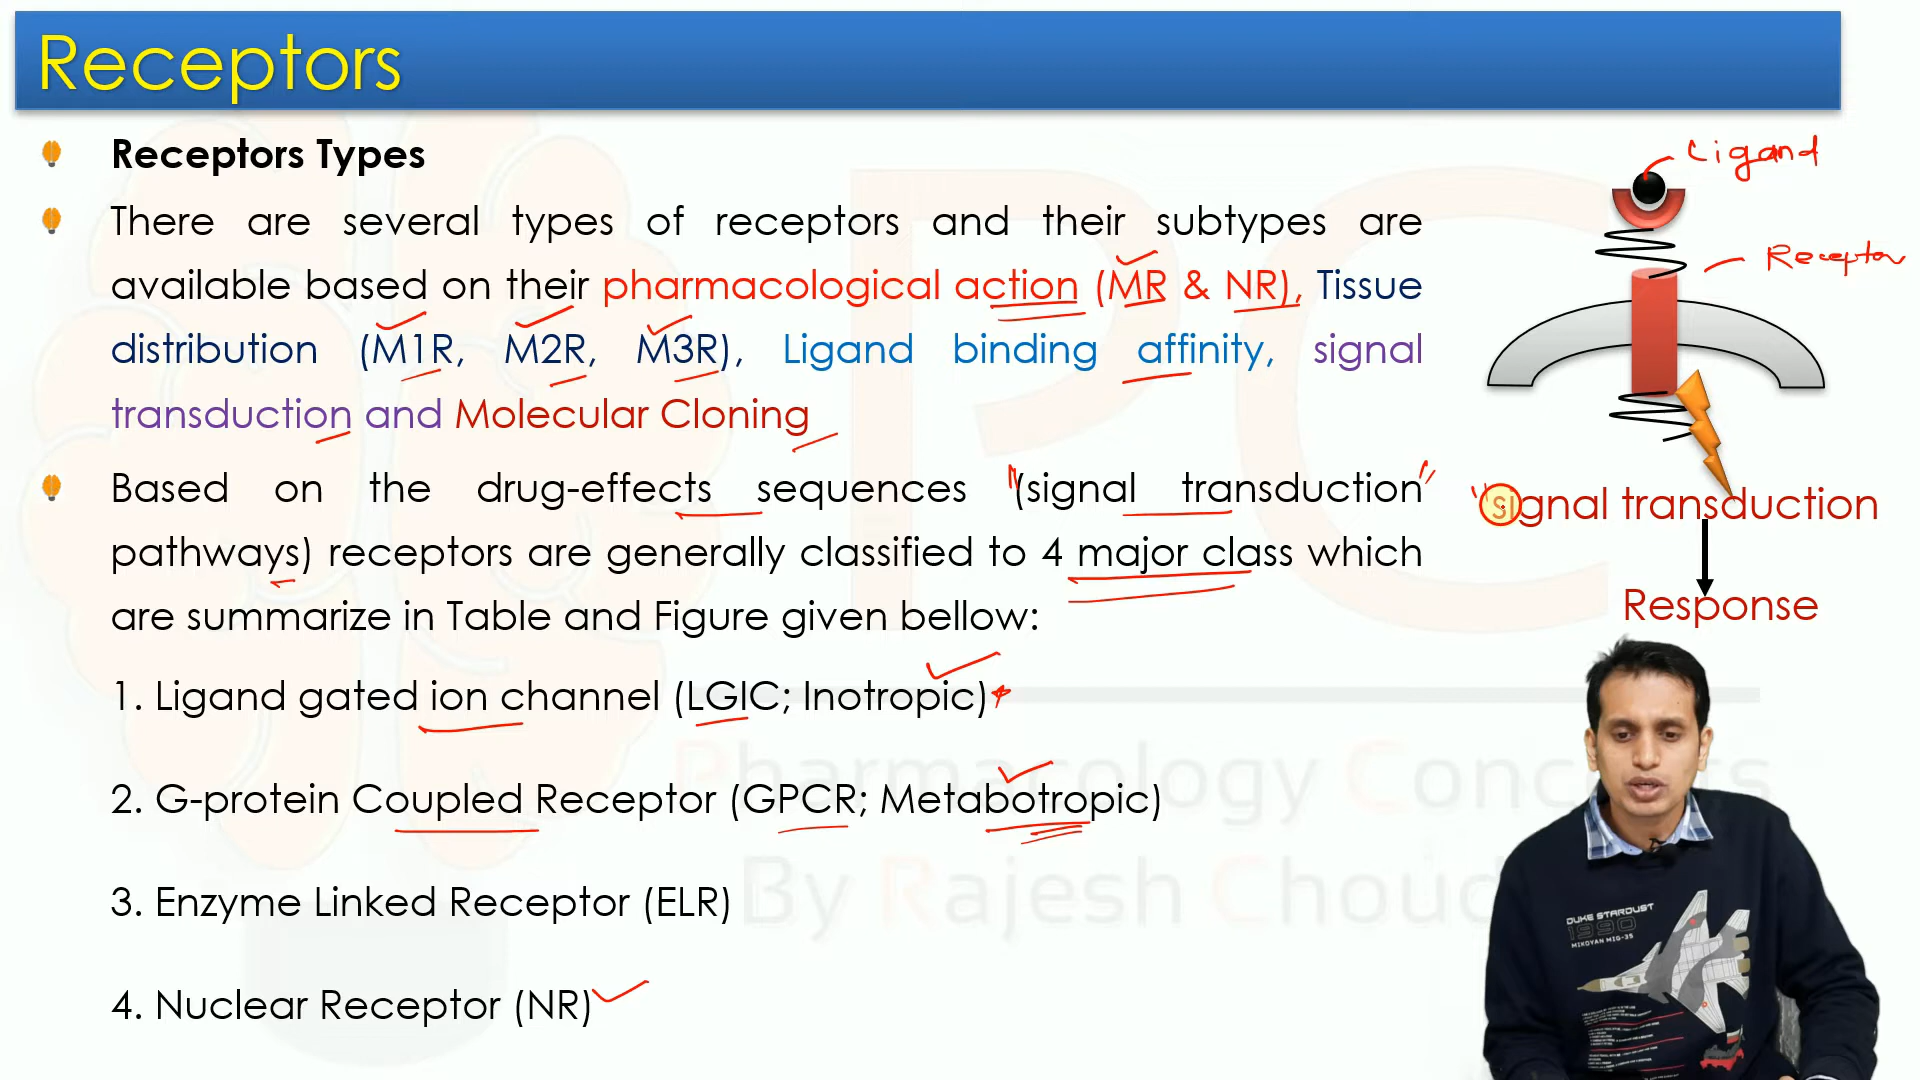 Receptors
Receptors Types
There are several types of receptors and their subtypes are
available based on their pharmacological action (MR & NR), Tissue
distribution (M1R, M2R, M3R), Ligand binding affinity, signal
transduction and Molecular Cloning
Based on the drug-effects sequences (signal transduction
pathways) receptors are generally classified to 4 major class which
are summarize in Table and Figure given bellow:
1. Ligand gated ion channel (LGIC; Inotropic)
2. G-protein Coupled Receptor (GPCR; Metabotropic)
3. Enzyme Linked Receptor (ELR)
4. Nuclear Receptor (NR)
Ligand
Receptor
signal transduction
Response
Pharmacology Concepts
By Rajesh Choud
DUKE STARDUST
1990
MIKOYAN MIG-35